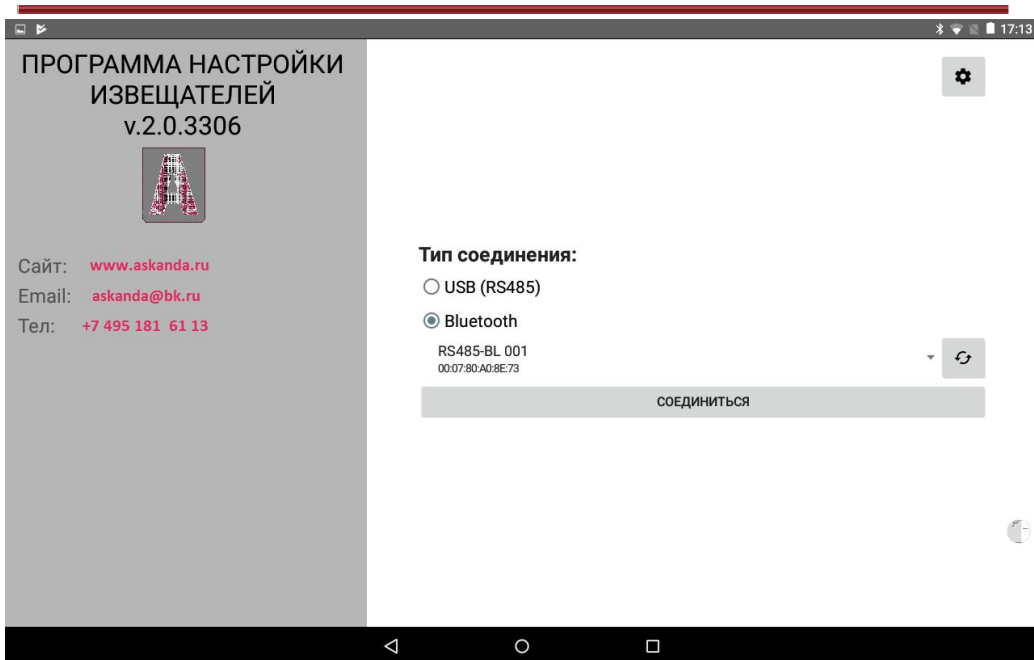 17:13
ПРОГРАММА НАСТРОЙКИ
ИЗВЕЩАТЕЛЕЙ
v.2.0.3306
Сайт: www.askanda.ru
Email: askanda@bk.ru
Тел: +7 495 181 61 13
Тип соединения:
USB (RS485)
Bluetooth
RS485-BL 001
00:07:80:A0:8E:73
СОЕДИНИТЬСЯ